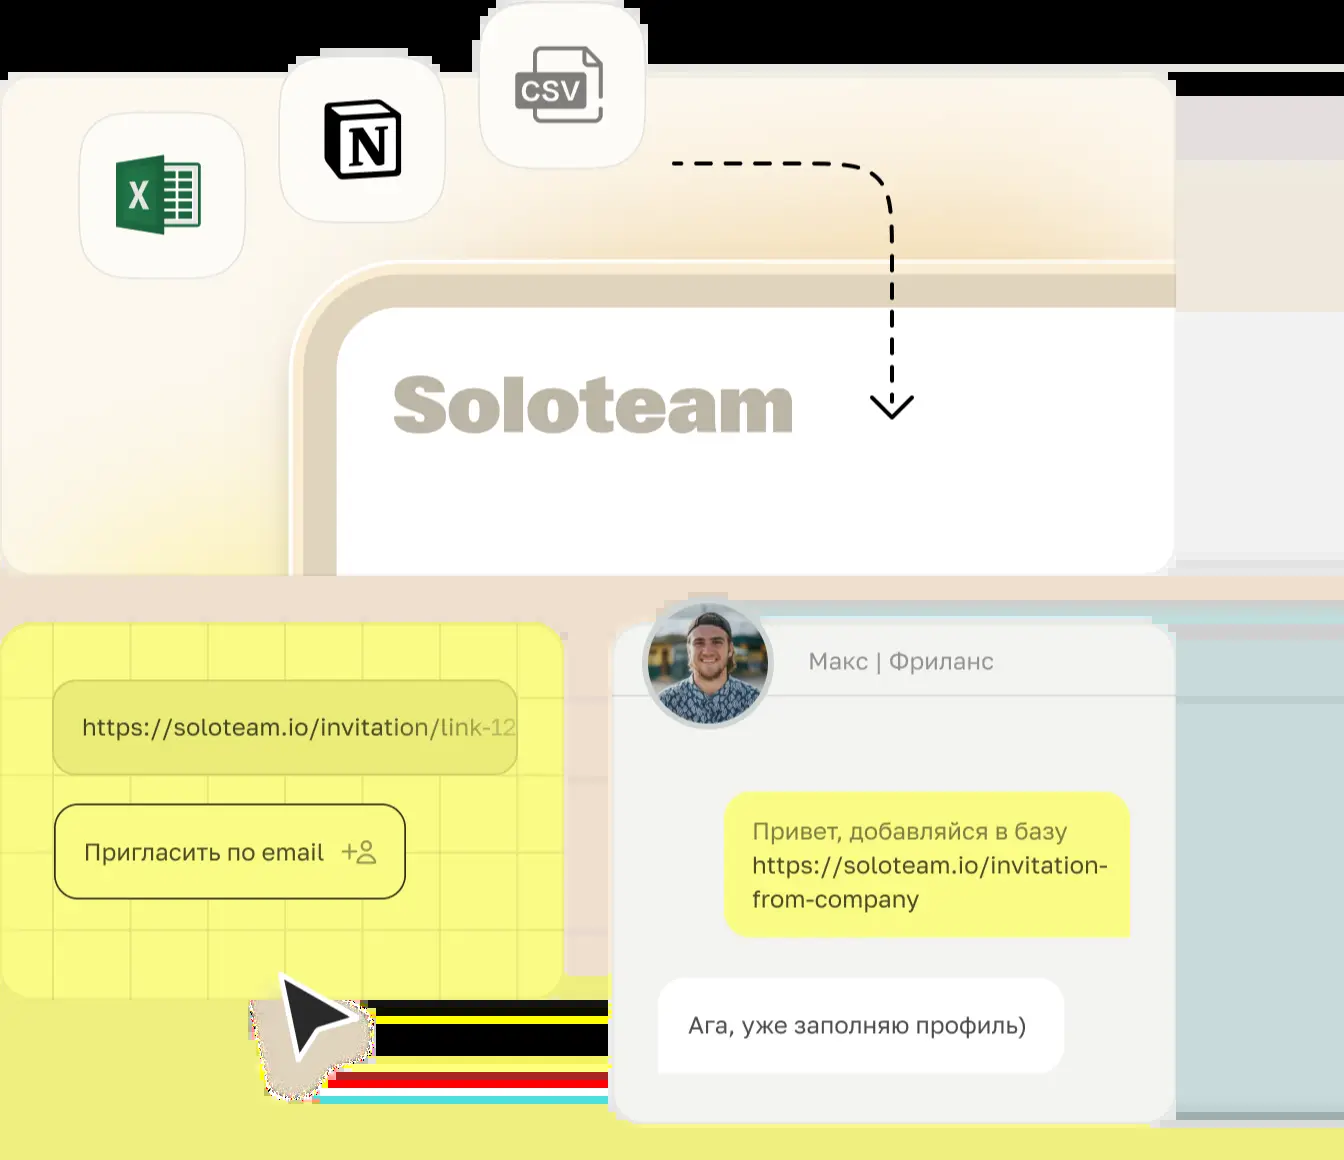 X
N
CSV
Soloteam
https://soloteam.io/invitation/link-12
Пригласить по email
Макс | Фриланс
Привет, добавляйся в базу
https://soloteam.io/invitation-
from-company
Ага, уже заполняю профиль)